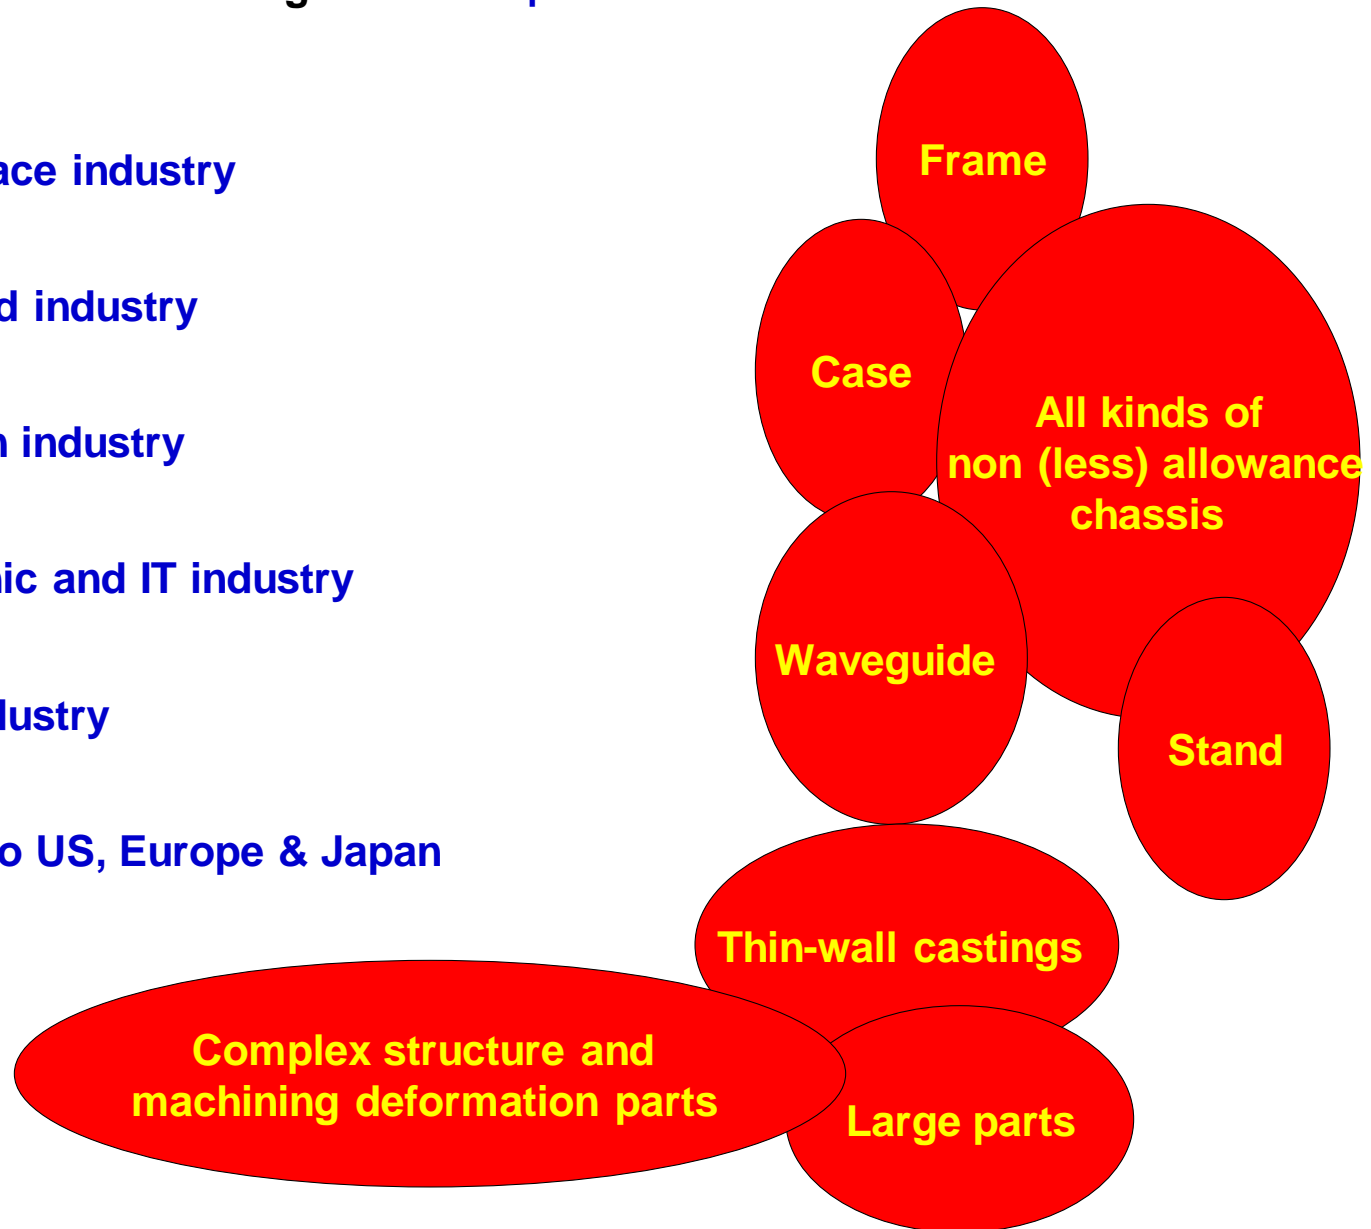 ace industry
d industry
n industry
nic and IT industry
dustry
o US, Europe & Japan
Frame
Case
All kinds of
non (less) allowance
chassis
Waveguide
Stand
Thin-wall castings
Complex structure and
machining deformation parts
Large parts